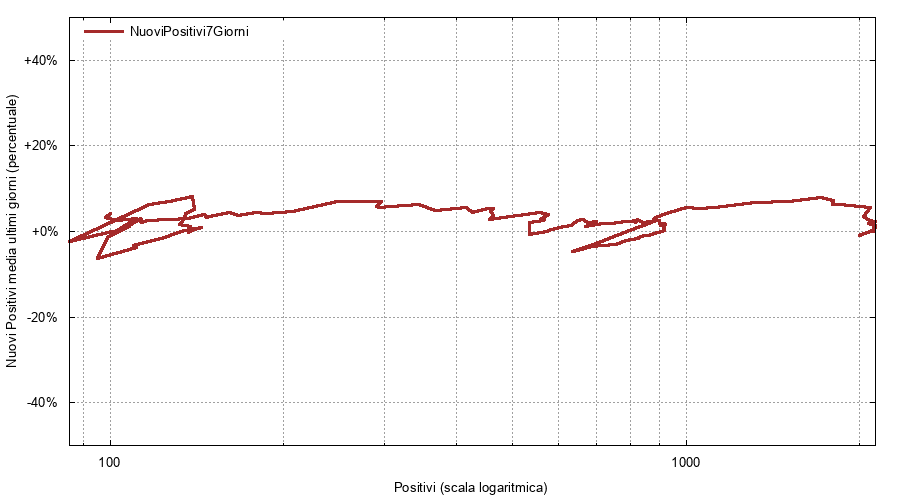 NuoviPositivi7Giorni
+40%
+20%
+0%
-20%
-40%
Nuovi Positivi media ultimi giorni (percentuale)
100
1000
Positivi (scala logaritmica)